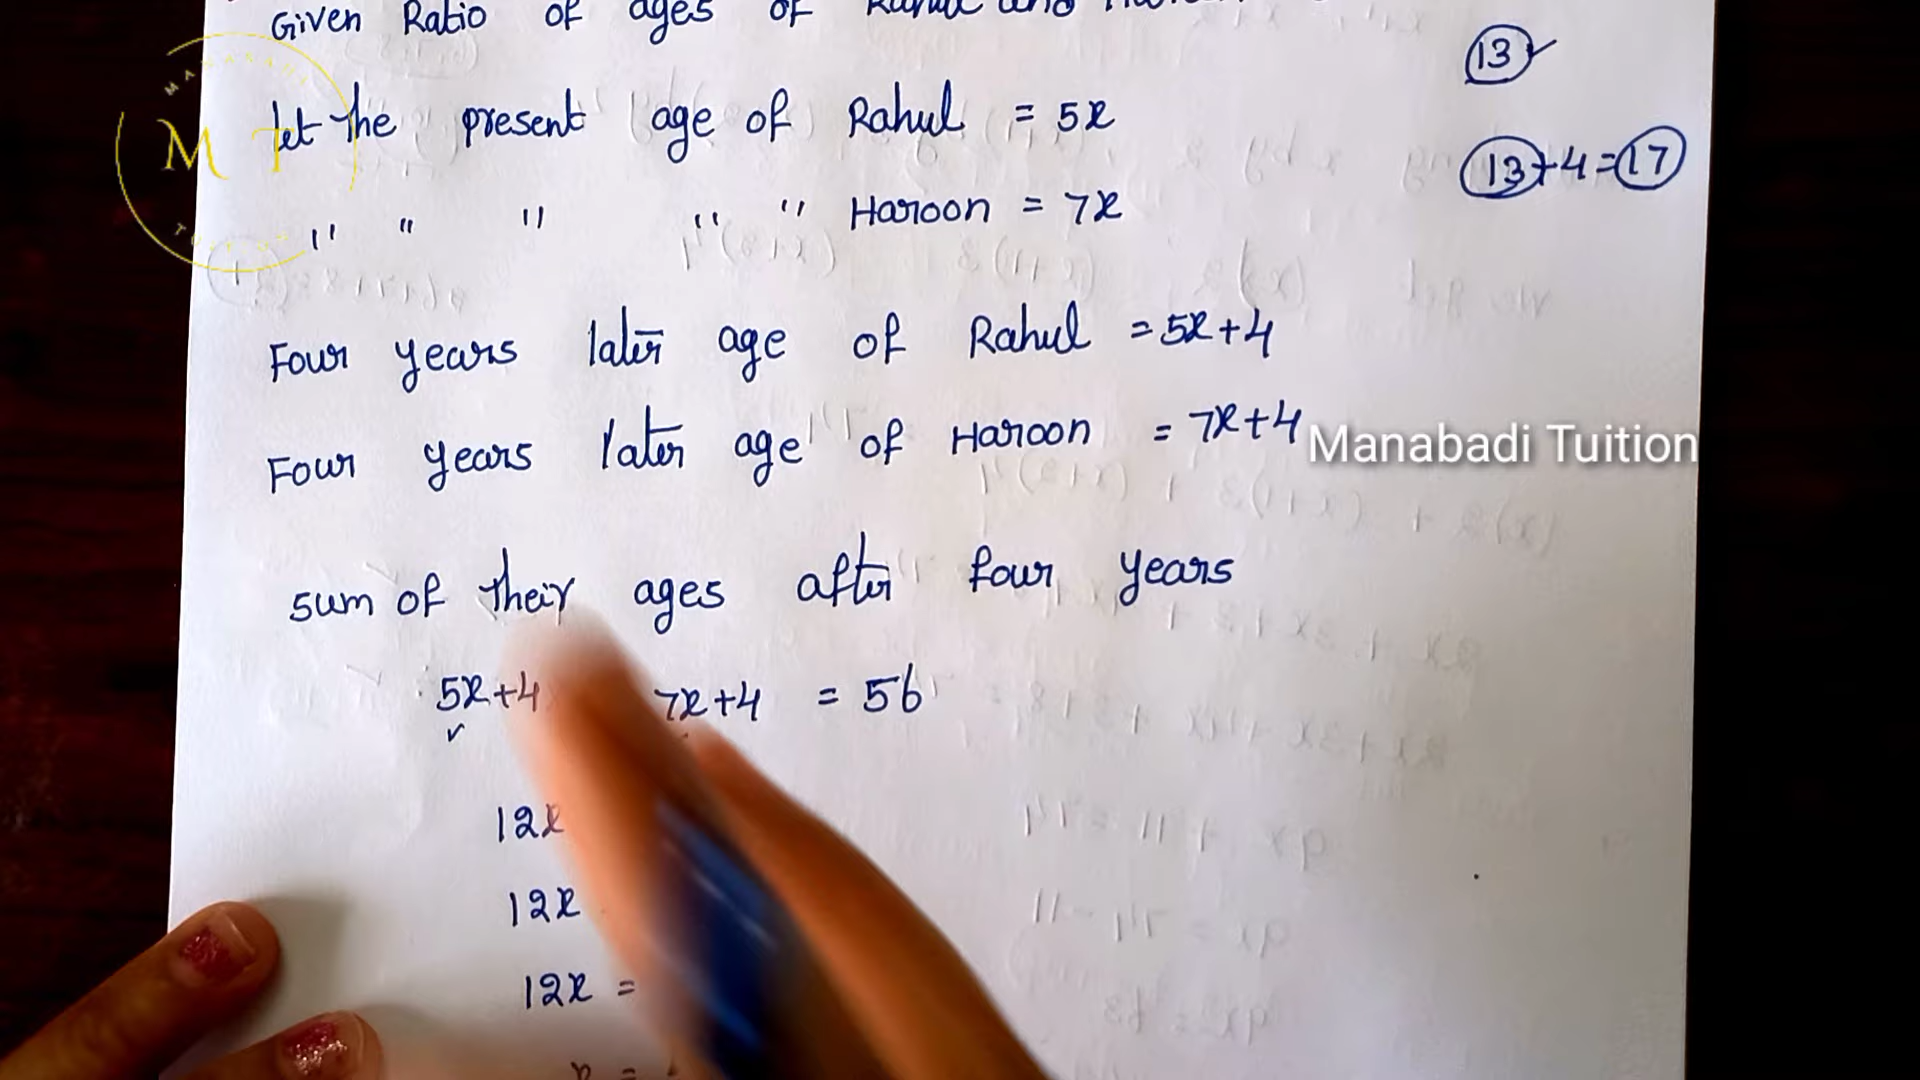 Given Ratio of ages of Rahul and
13
Let The present age of Rahul = 5x
13+4=17
M T
" " " " " Haroon = 7x
Four years later age of Rahul = 5x+4
Four years later age of Haroon = 7x+4
Manabadi Tuition
sum of their ages after four years
5x+4 7x+4 = 56
12x
12x
12x =
x =